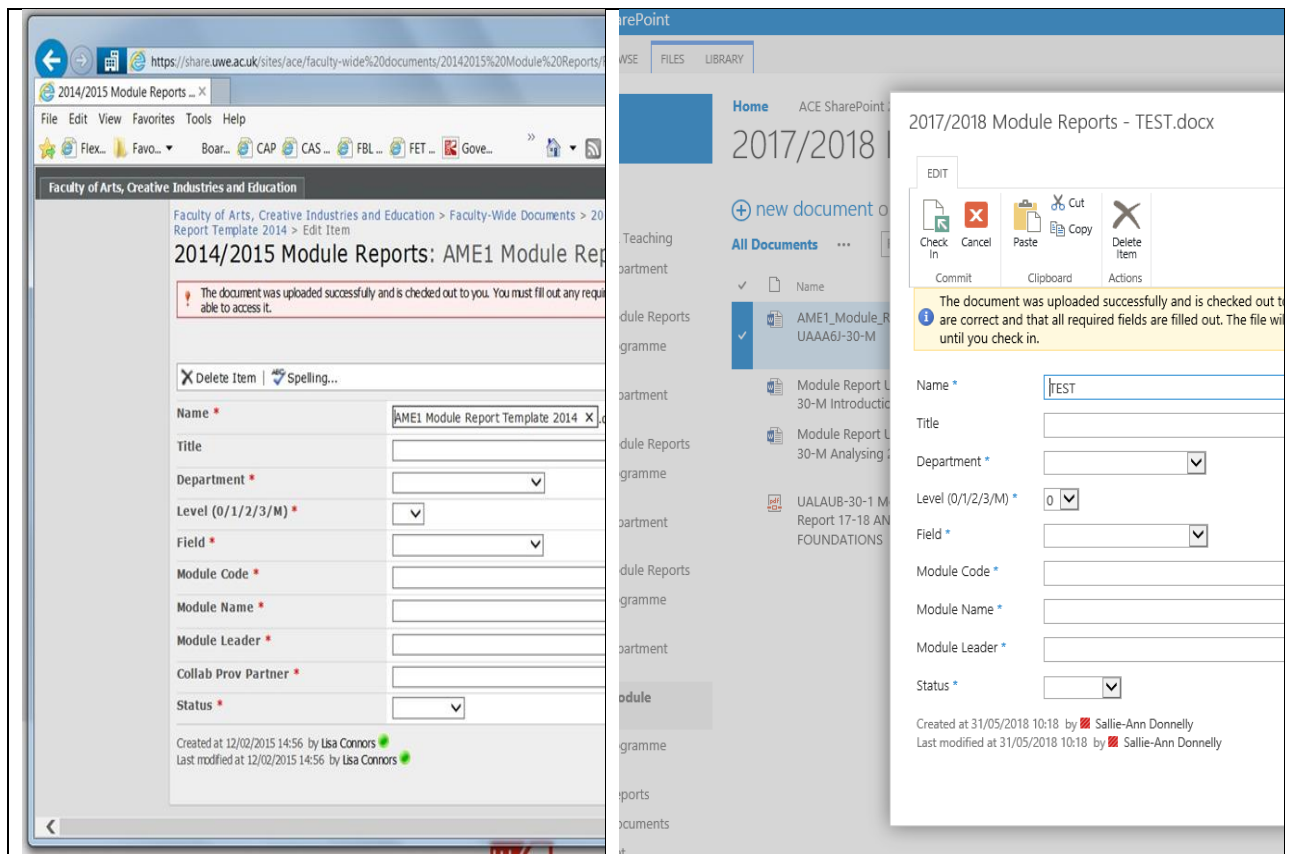 https://share.uwe.ac.uk/sites/ace/faculty-wide%20documents/20142015%20Module%20Reports/
2014/2015 Module Reports ...
File Edit View Favorites Tools Help
Flex... Favo... Boar... CAP CAS ... FBL ... FET ... Gove... »
Faculty of Arts, Creative Industries and Education
Faculty of Arts, Creative Industries and Education > Faculty-Wide Documents > 20
Report Template 2014 > Edit Item
2014/2015 Module Reports: AME1 Module Rep
The document was uploaded successfully and is checked out to you. You must fill out any requi
able to access it.
Delete Item | Spelling...
Name * AME1 Module Report Template 2014
Title
Department *
Level (0/1/2/3/M) *
Field *
Module Code *
Module Name *
Module Leader *
Collab Prov Partner *
Status *
Created at 12/02/2015 14:56 by Lisa Connors
Last modified at 12/02/2015 14:56 by Lisa Connors
arePoint
WSE FILES LIBRARY
Home ACE SharePoint
2017/2018
new document o
All Documents ...
Name
AME1_Module_R
UAAA6J-30-M
Module Report U
30-M Introductic
Module Report U
30-M Analysing 2
UALAUB-30-1 M
Report 17-18 AN
FOUNDATIONS
Teaching
partment
dule Reports
gramme
partment
dule Reports
gramme
partment
dule Reports
gramme
partment
odule
gramme
eports
ocuments
2017/2018 Module Reports - TEST.docx
EDIT
Check In
Cancel
Paste
Cut
Copy
Delete Item
Commit Clipboard Actions
The document was uploaded successfully and is checked out t
are correct and that all required fields are filled out. The file wil
until you check in.
Name * TEST
Title
Department *
Level (0/1/2/3/M) * 0
Field *
Module Code *
Module Name *
Module Leader *
Status *
Created at 31/05/2018 10:18 by Sallie-Ann Donnelly
Last modified at 31/05/2018 10:18 by Sallie-Ann Donnelly